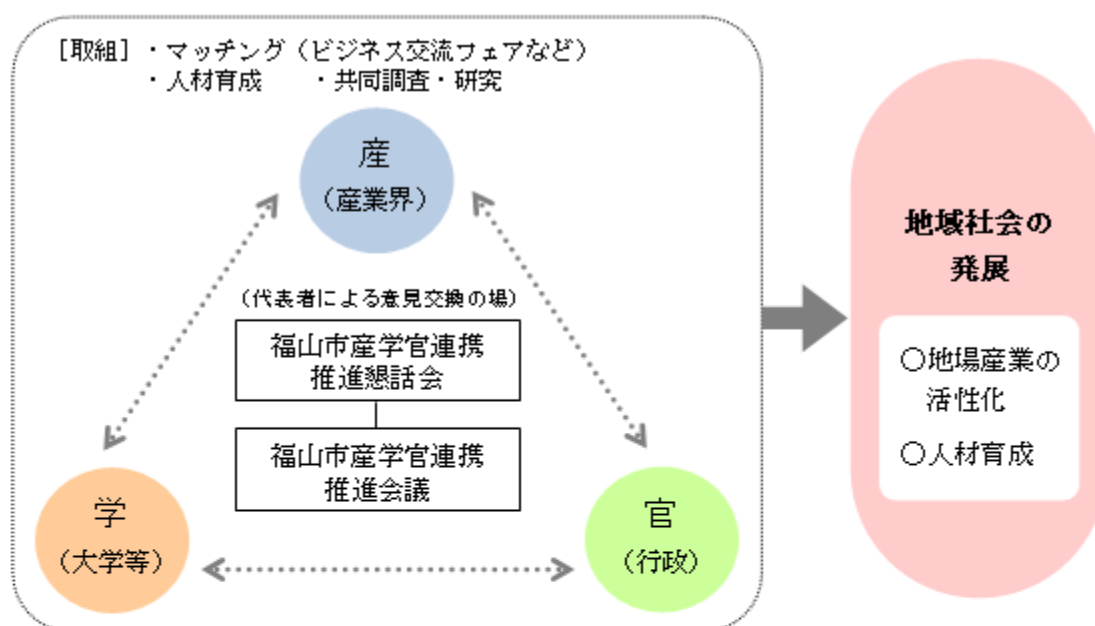 ［取組］・マッチング（ビジネス交流フェアなど）
・人材育成　・共同調査・研究
産
（産業界）
（代表者による意見交換の場）
福山市産学官連携
推進懇話会
福山市産学官連携
推進会議
学
（大学等）
官
（行政）
地域社会の
発展
○地場産業の
活性化
○人材育成